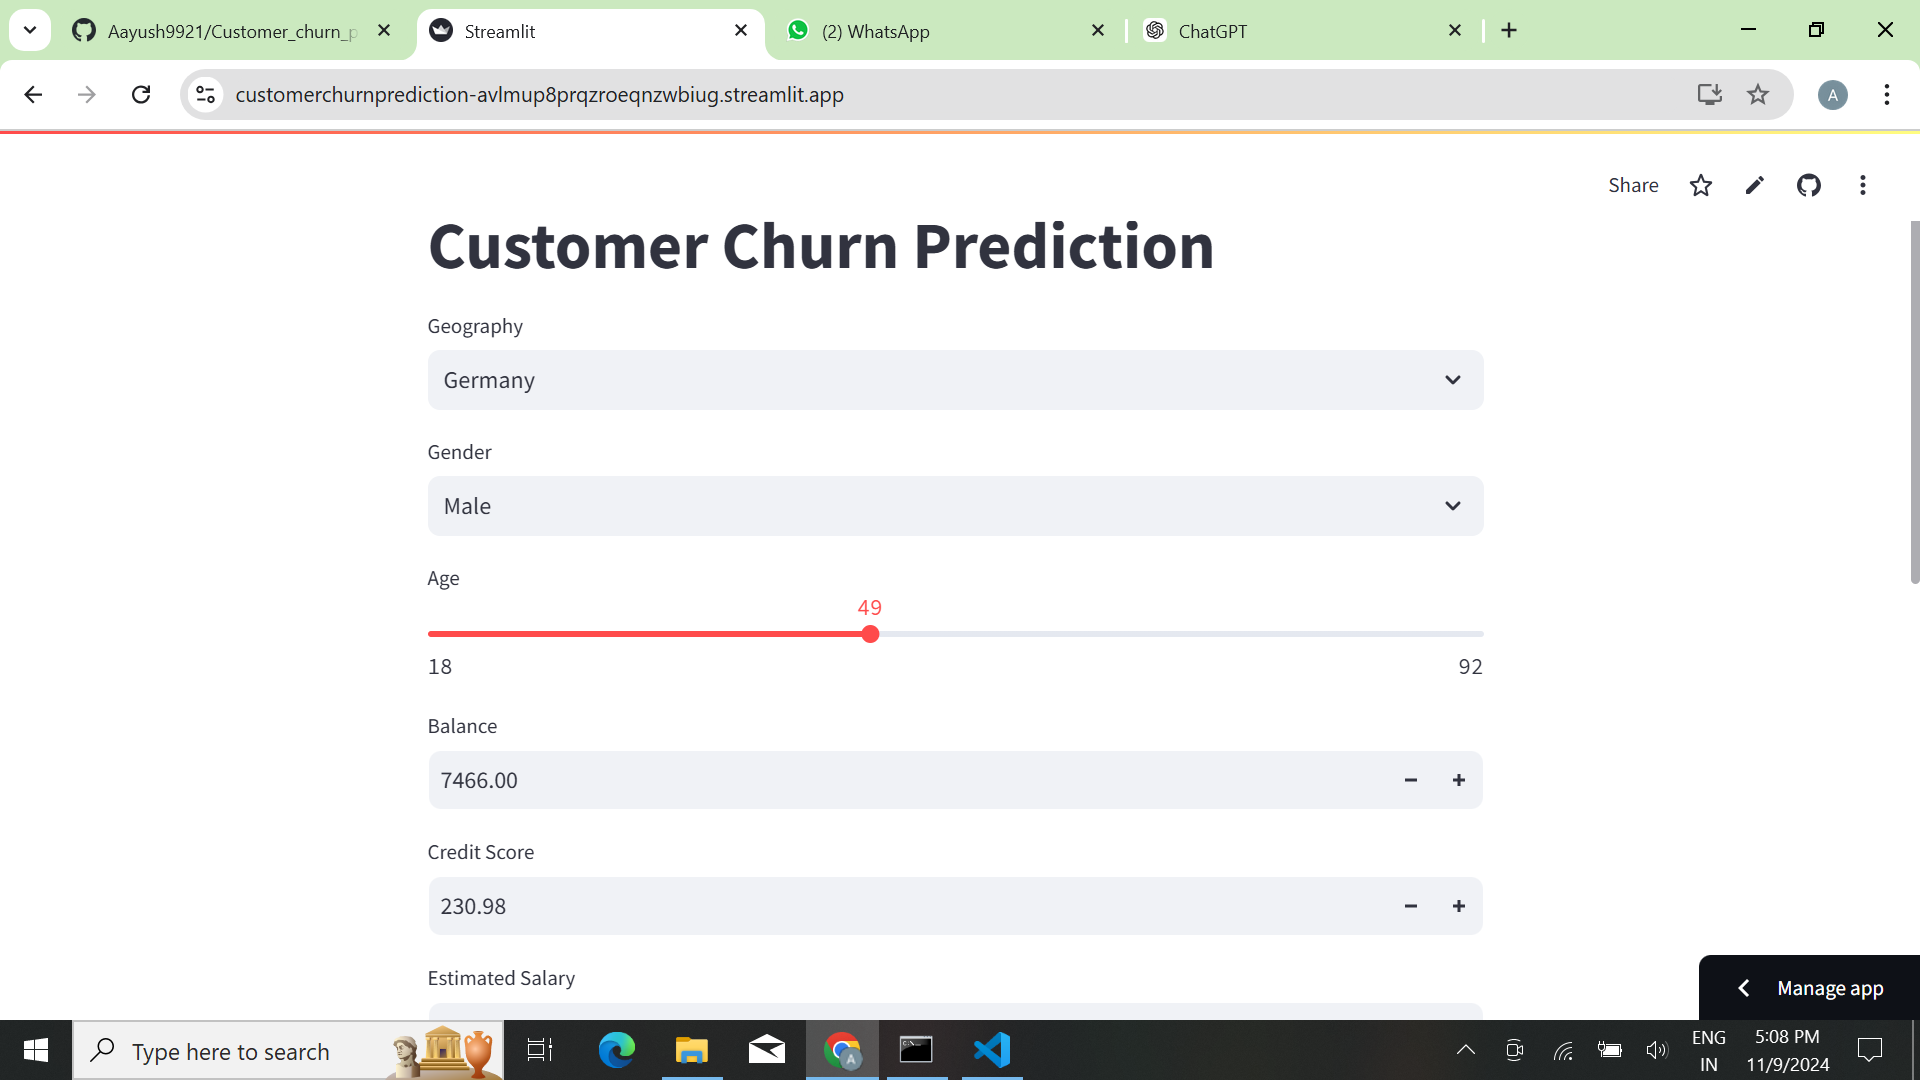 Aayush9921/Customer_churn_p
Streamlit
(2) WhatsApp
ChatGPT
customerchurnprediction-avlmup8prqzroeqnzwbiug.streamlit.app
A
Share
Customer Churn Prediction
Geography
Germany
Gender
Male
Age
49
18
92
Balance
7466.00
Credit Score
230.98
Estimated Salary
Manage app
Type here to search
A
ENG
IN
5:08 PM
11/9/2024